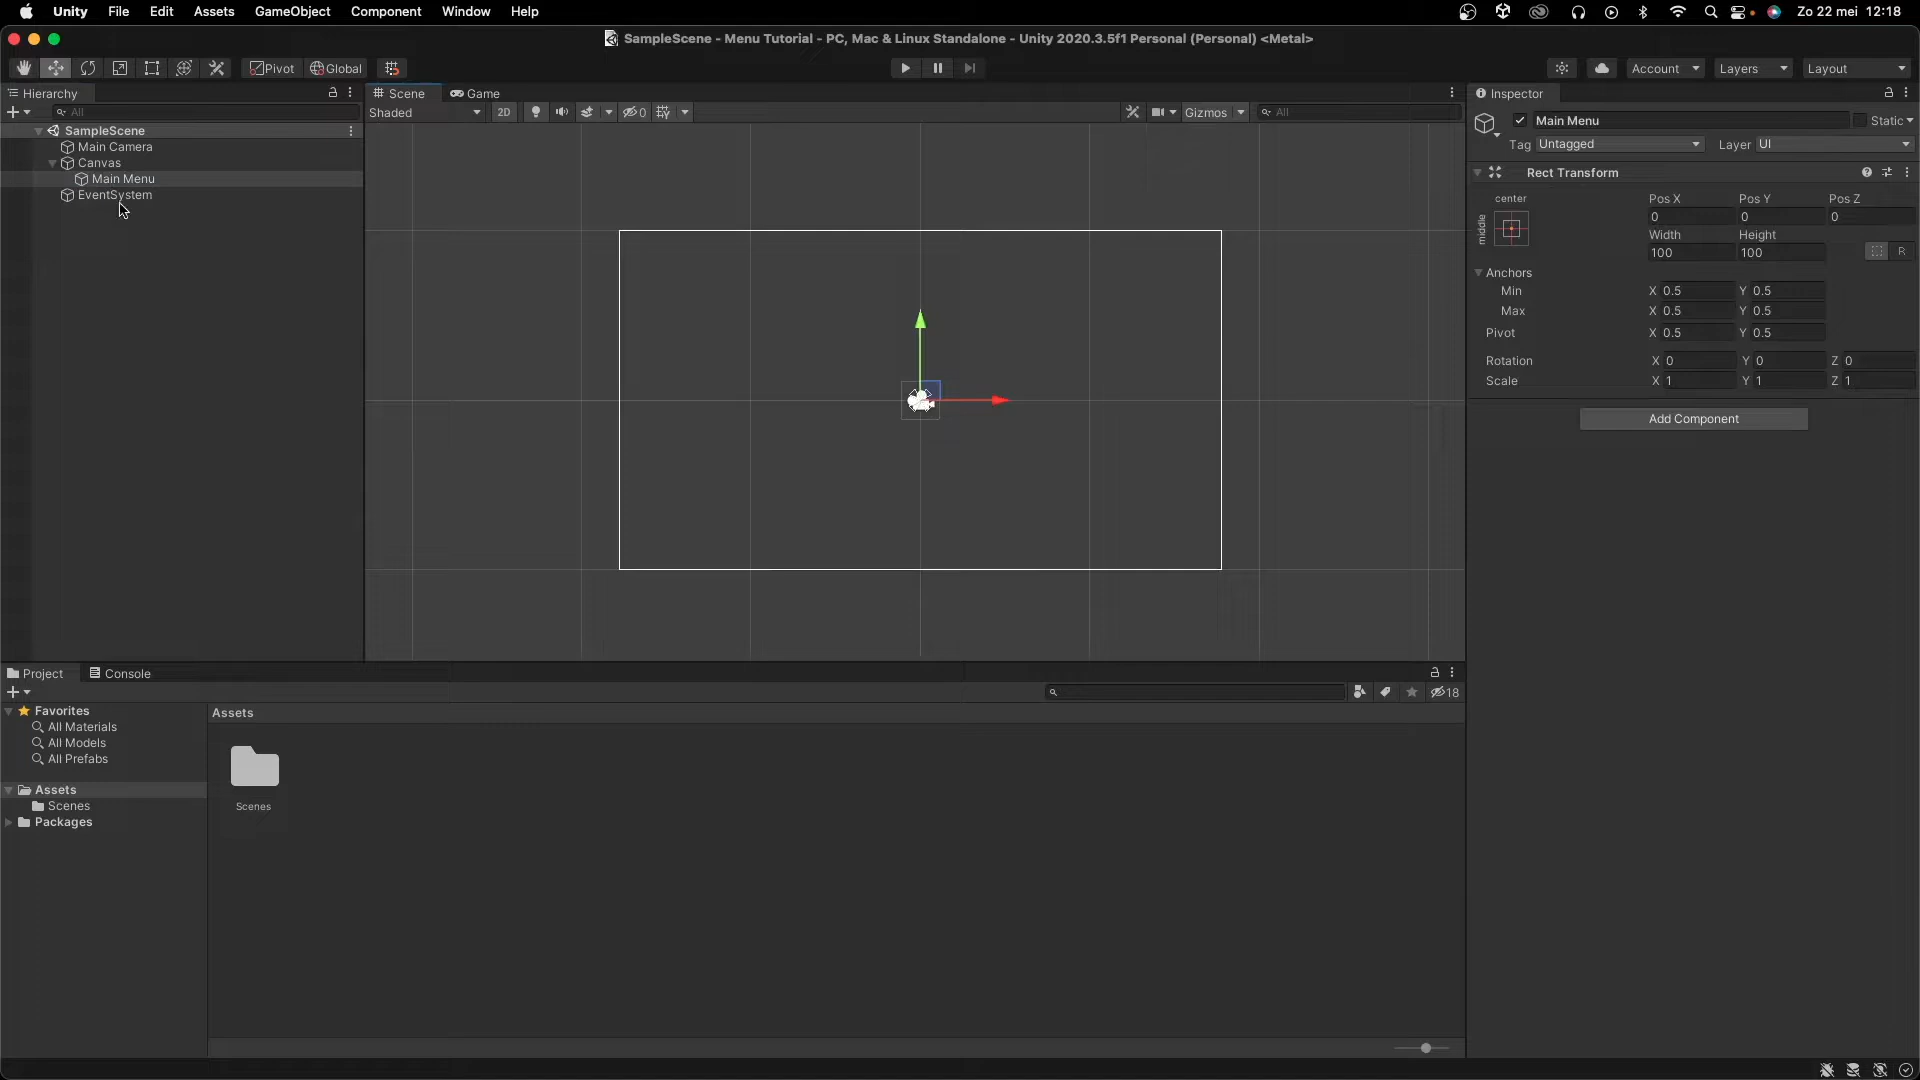 Unity File Edit Assets GameObject Component Window Help Zo 22 mei 12:18
SampleScene - Menu Tutorial - PC, Mac & Linux Standalone - Unity 2020.3.5f1 Personal (Personal) <Metal>
Pivot Global Account Layers Layout
Hierarchy Scene Game Inspector
All Shaded 2D 0 Gizmos All
SampleScene Main Menu Static
Main Camera Tag Untagged Layer UI
Canvas
Main Menu Rect Transform
EventSystem
center Pos X Pos Y Pos Z
middle 0 0 0
Width Height
100 100 R
Anchors
Min X 0.5 Y 0.5
Max X 0.5 Y 0.5
Pivot X 0.5 Y 0.5
Rotation X 0 Y 0 Z 0
Scale X 1 Y 1 Z 1
Add Component
Project Console
18
Favorites Assets
All Materials
All Models
All Prefabs
Assets
Scenes Scenes
Packages